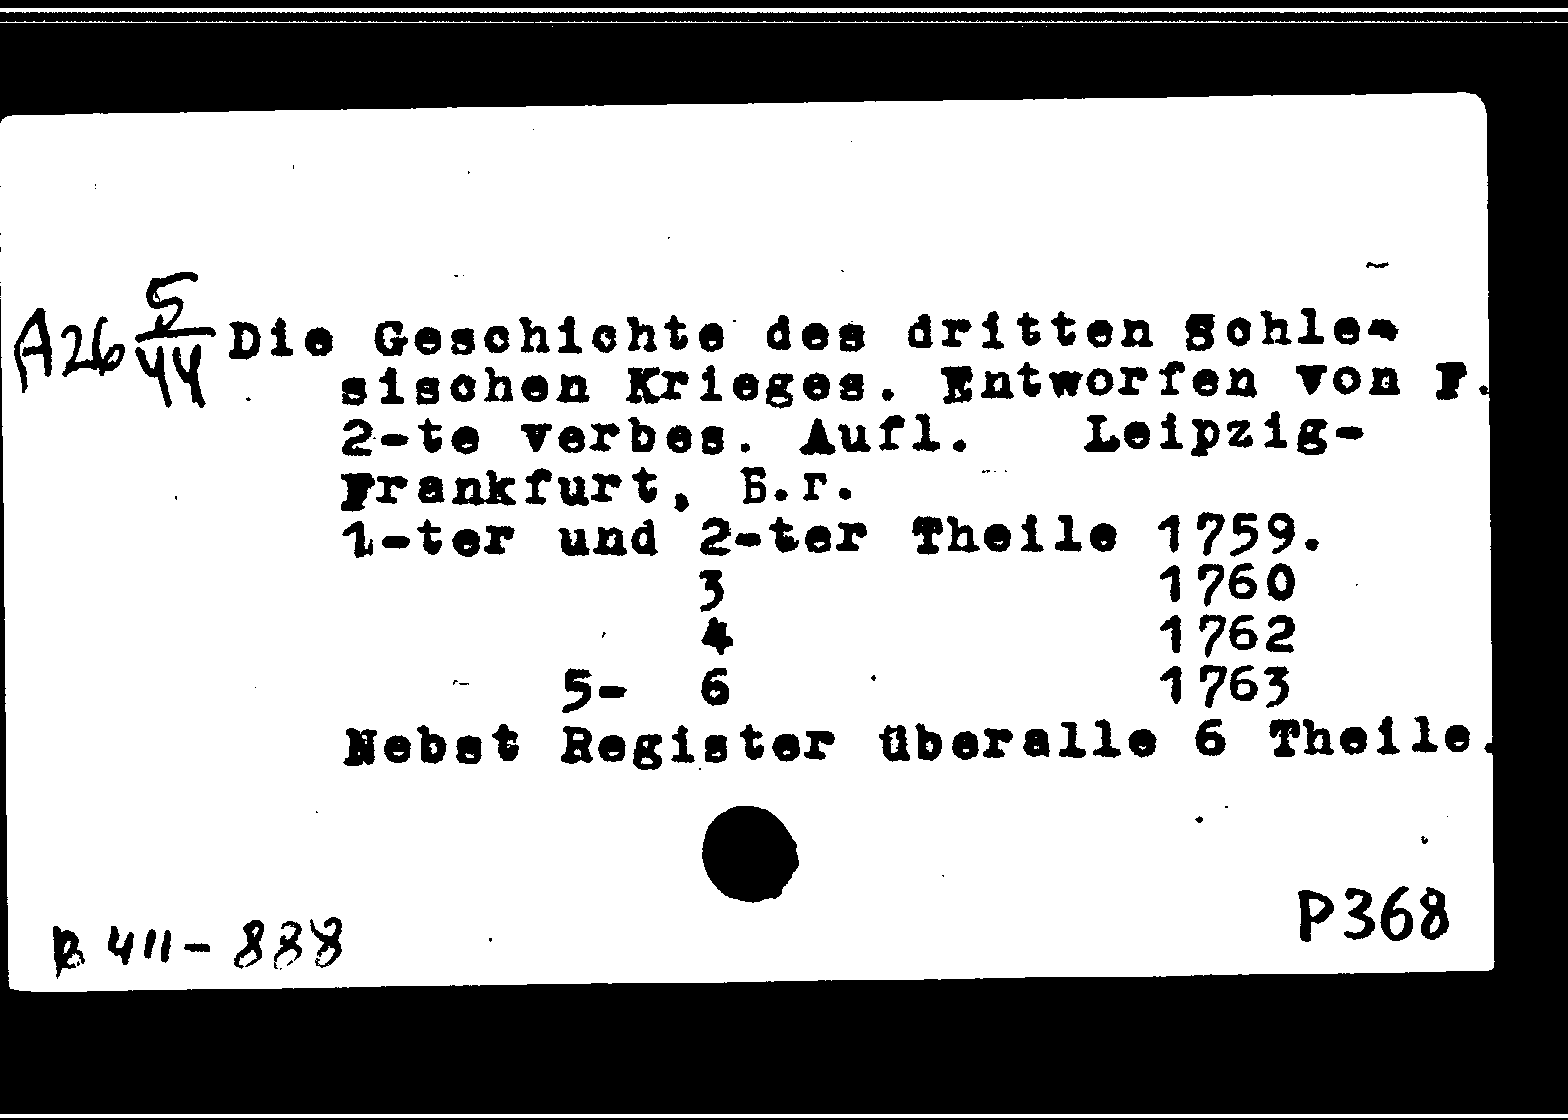 A26 5/44 Die Geschichte des dritten Schle-
sischen Krieges. Entworfen von F.
2-te verbes. Aufl. Leipzig-
Frankfurt, Б.г.
1-ter und 2-ter Theile 1759.
3 1760
4 1762
5- 6 1763
Nebst Register überalle 6 Theile.
P368
B 411-888